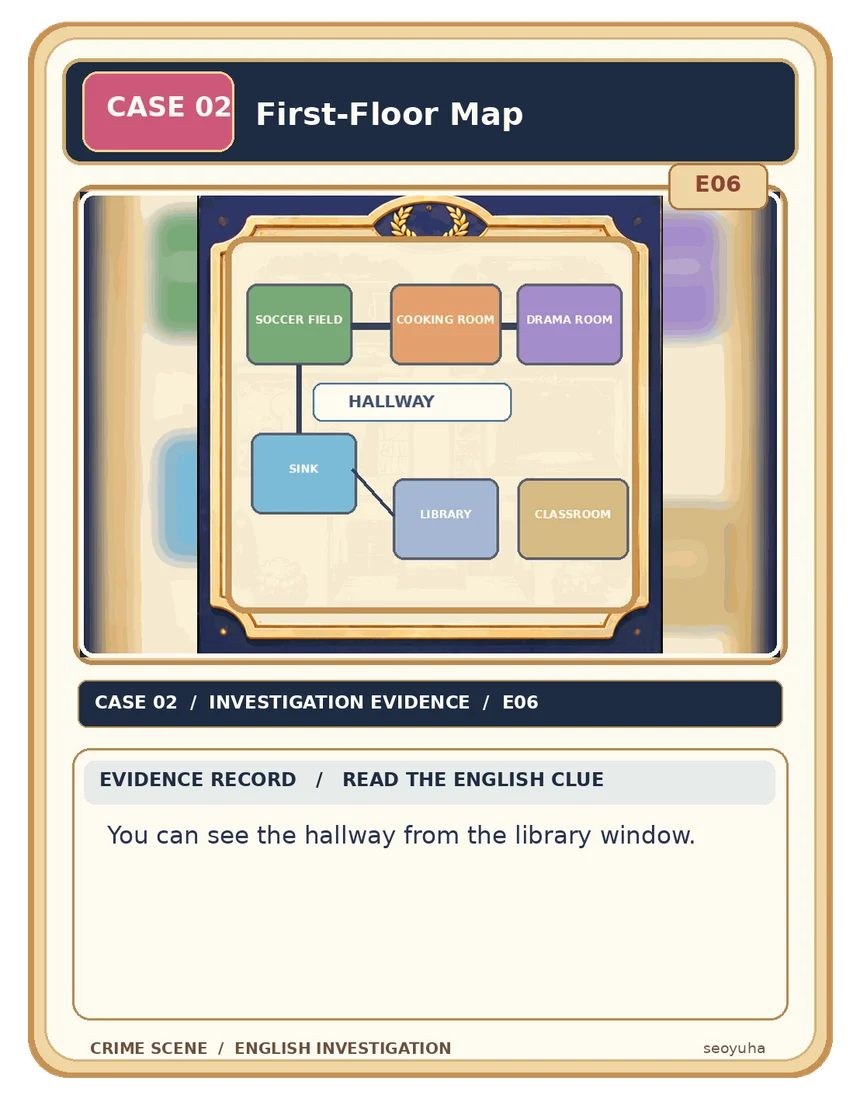 CASE 02
First-Floor Map
E06
SOCCER FIELD
COOKING ROOM
DRAMA ROOM
HALLWAY
SINK
LIBRARY
CLASSROOM
CASE 02 / INVESTIGATION EVIDENCE / E06
EVIDENCE RECORD / READ THE ENGLISH CLUE
You can see the hallway from the library window.
CRIME SCENE / ENGLISH INVESTIGATION
seoyuha